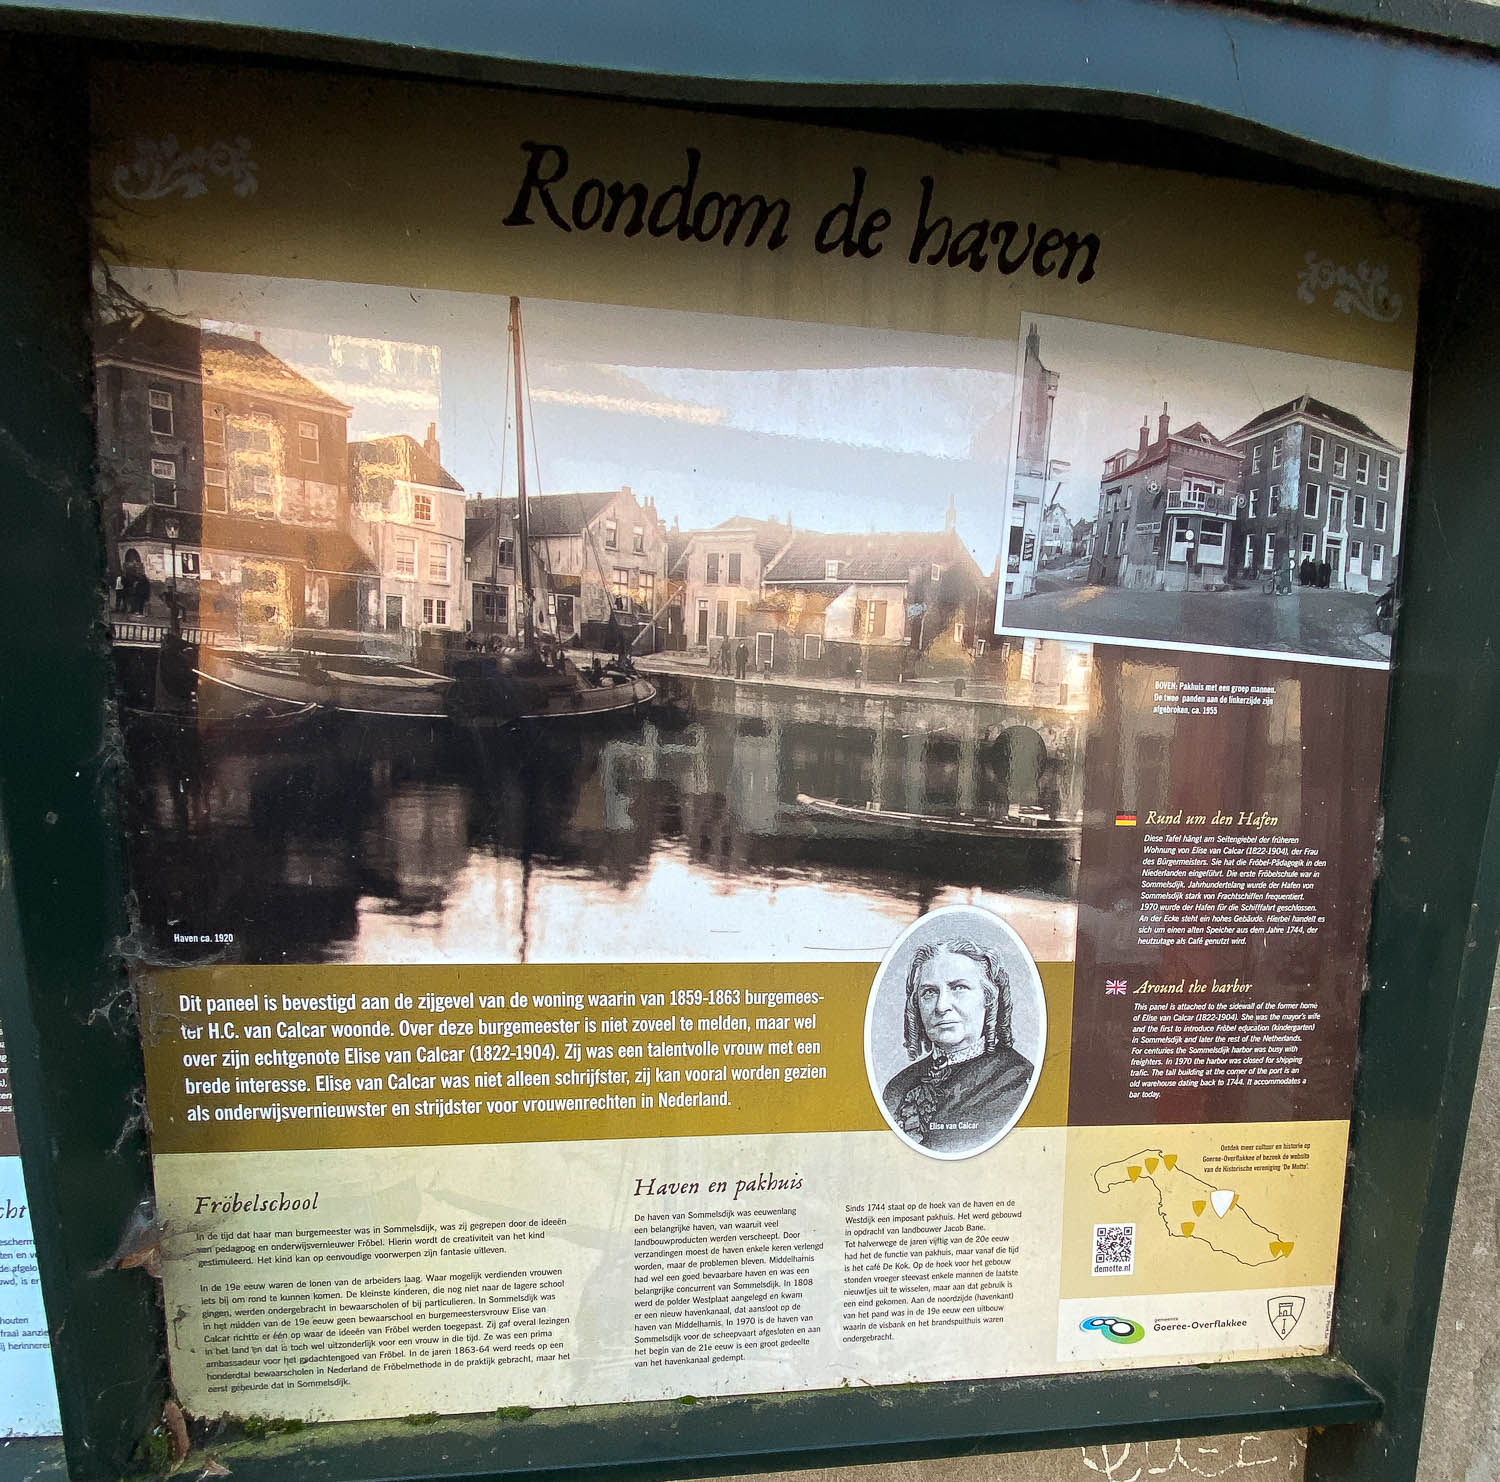 Rondom de haven
BOVEN: Pakhuis met een groep mannen.
De twee panden aan de linkerzijde zijn
afgebroken, ca. 1955
Haven ca. 1920
Dit paneel is bevestigd aan de zijgevel van de woning waarin van 1859-1863 burgemees-
ter H.C. van Calcar woonde. Over deze burgemeester is niet zoveel te melden, maar wel
over zijn echtgenote Elise van Calcar (1822-1904). Zij was een talentvolle vrouw met een
brede interesse. Elise van Calcar was niet alleen schrijfster, zij kan vooral worden gezien
als onderwijsvernieuwster en strijdster voor vrouwenrechten in Nederland.
Elise van Calcar
Rund um den Hafen
Diese Tafel hängt am Seitengiebel der früheren
Wohnung von Elise van Calcar (1822-1904), der Frau
des Bürgermeisters. Sie hat die Fröbel-Pädagogik in den
Niederlanden eingeführt. Die erste Fröbelschule war in
Sommelsdijk. Jahrhundertelang wurde der Hafen von
Sommelsdijk stark von Frachtschiffen frequentiert.
1970 wurde der Hafen für die Schifffahrt geschlossen.
An der Ecke steht ein hohes Gebäude. Hierbei handelt es
sich um einen alten Speicher aus dem Jahre 1744, der
heutzutage als Café genutzt wird.
Around the harbor
This panel is attached to the sidewall of the former home
of Elise van Calcar (1822-1904). She was the mayor's wife
and the first to introduce Fröbel education (kindergarten)
in Sommelsdijk and later the rest of the Netherlands.
For centuries the Sommelsdijk harbor was busy with
freighters. In 1970 the harbor was closed for shipping
trafic. The tall building at the corner of the port is an
old warehouse dating back to 1744. It accommodates a
bar today.
Fröbelschool
In de tijd dat haar man burgemeester was in Sommelsdijk, was zij gegrepen door de ideeën
van pedagoog en onderwijsvernieuwer Fröbel. Hierin wordt de creativiteit van het kind
gestimuleerd. Het kind kan op eenvoudige voorwerpen zijn fantasie uitleven.
In de 19e eeuw waren de lonen van de arbeiders laag. Waar mogelijk verdienden vrouwen
iets bij om rond te kunnen komen. De kleinste kinderen, die nog niet naar de lagere school
gingen, werden ondergebracht in bewaarscholen of bij particulieren. In Sommelsdijk was
in het midden van de 19e eeuw geen bewaarschool en burgemeestersvrouw Elise van
Calcar richtte er één op waar de ideeën van Fröbel werden toegepast. Zij gaf overal lezingen
in het land en dat is toch wel uitzonderlijk voor een vrouw in die tijd. Ze was een prima
ambassadeur voor het gedachtengoed van Fröbel. In de jaren 1863-64 werd reeds op een
honderdtal bewaarscholen in Nederland de Fröbelmethode in de praktijk gebracht, maar het
eerst gebeurde dat in Sommelsdijk.
Haven en pakhuis
De haven van Sommelsdijk was eeuwenlang
een belangrijke haven, van waaruit veel
landbouwproducten werden verscheept. Door
verzandingen moest de haven enkele keren verlengd
worden, maar de problemen bleven. Middelharnis
had wel een goed bevaarbare haven en was een
belangrijke concurrent van Sommelsdijk. In 1808
werd de polder Westplaat aangelegd en kwam
er een nieuw havenkanaal, dat aansloot op de
haven van Middelharnis. In 1970 is de haven van
Sommelsdijk voor de scheepvaart afgesloten en aan
het begin van de 21e eeuw is een groot gedeelte
van het havenkanaal gedempt.
Sinds 1744 staat op de hoek van de haven en de
Westdijk een imposant pakhuis. Het werd gebouwd
in opdracht van landbouwer Jacob Bane.
Tot halverwege de jaren vijftig van de 20e eeuw
had het de functie van pakhuis, maar vanaf die tijd
is het café De Kok. Op de hoek voor het gebouw
stonden vroeger steevast enkele mannen de laatste
nieuwtjes uit te wisselen, maar aan dat gebruik is
een eind gekomen. Aan de noordzijde (havenkant)
van het pand was in de 19e eeuw een uitbouw
waarin de visbank en het brandspuithuis waren
ondergebracht.
Ontdek meer cultuur en historie op
Goeree-Overflakkee of bezoek de website
van de Historische vereniging 'De Motte'.
demotte.nl
gemeente
Goeree-Overflakkee